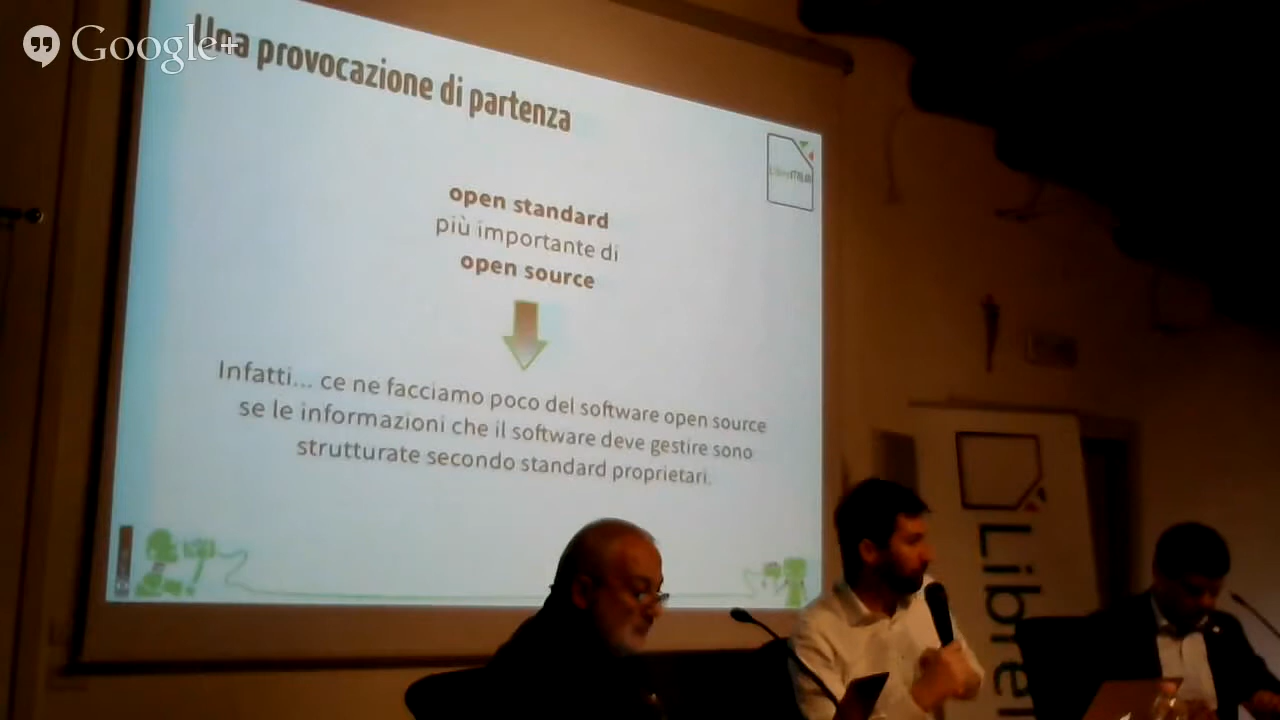 Google+
Una provocazione di partenza
LibreITALIA
open standard
più importante di
open source
Infatti... ce ne facciamo poco del software open source
se le informazioni che il software deve gestire sono
strutturate secondo standard proprietari.
Libre